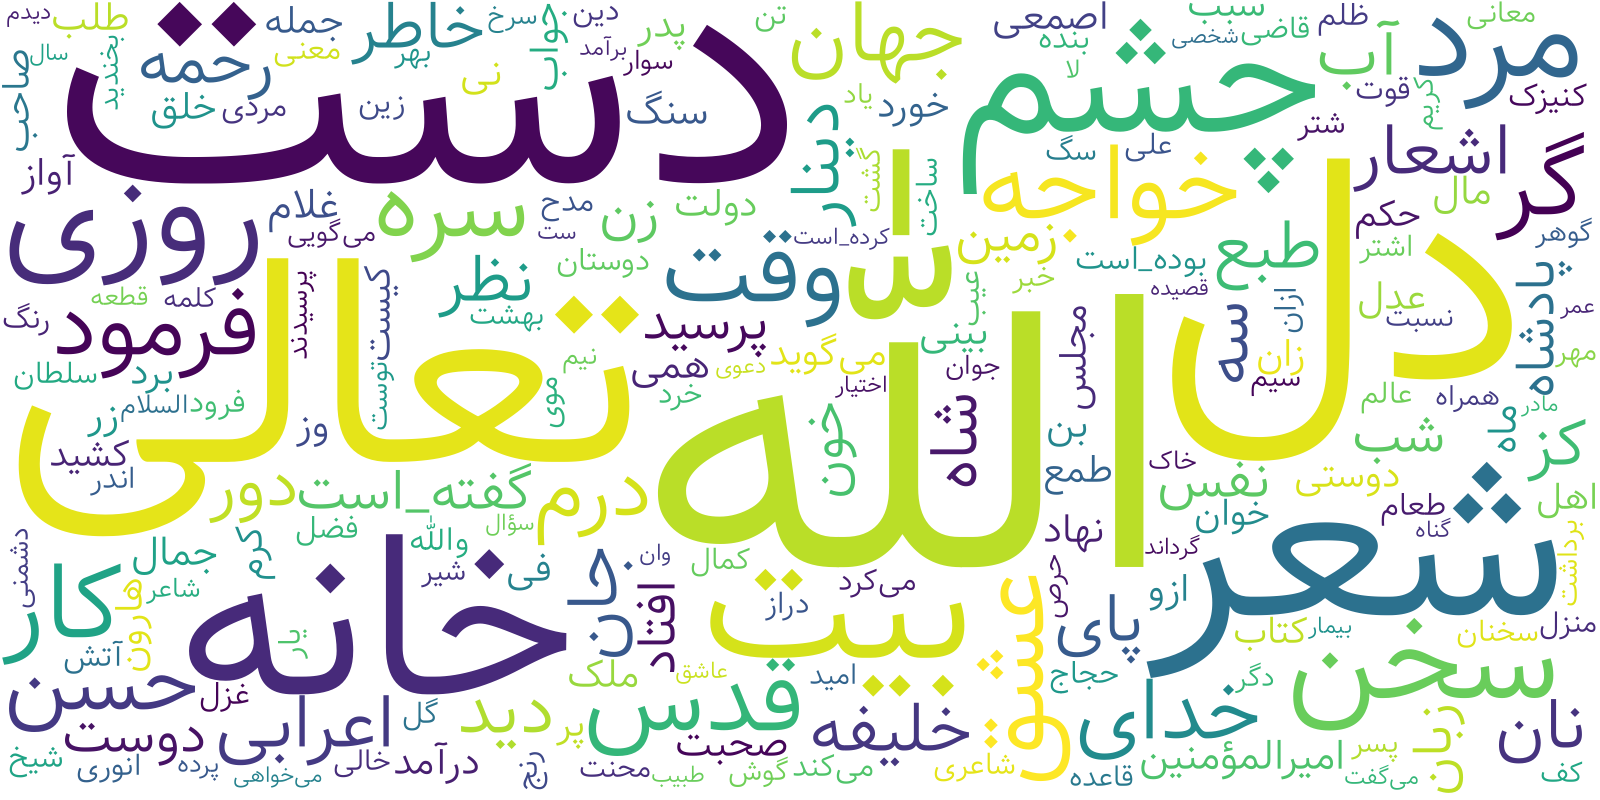 دست
الله
دل
تعالی
شعر
خانه
چشم
بیت
سخن
روزی
مرد
جهان
خواجه
وقت
فرمود
رحمه
خاطر
سره
نظر
پرسید
همی
درم
دور
گفته_است
کار
حسن
اعرابی
دوست
دید
قدس
خلیفه
عشق
خدای
پای
جان
افتاد
شاه
خون
نفس
طبع
زمین
دینار
اشعار
گر
آب
پادشاه
سه
کز
شب
نان
زبان
امیرالمؤمنین
طلب
دیدم
جمله
معنی
سرخ
جواب
دین
برآمد
تن
پدر
سوار
اصمعی
بنده
لا
سبب
قاضی
شخصی
ظلم
معانی
قوت
کریم
کنیزک
صاحب
سال
بخندید
خلق
مردی
زین
بهر
نی
سنگ
یاد
خورد
سگ
علی
شتر
آواز
غلام
می‌گویی
مدح
ست
زن
دولت
دوستان
گشت
ساخت
کرده_است
خبر
عیب
بوده_است
قصیده
حکم
مال
اشتر
گوهر
عدل
نسبت
عمر
مهر
رنگ
قطعه
کلمه
پرسیدند
کیست
توست
بهشت
نیم
موی
می‌گوید
دعوی
بینی
جوان
مجلس
ازان
زان
سیم
عالم
همراه
ماه
مادر
سلطان
برد
السلام
فرود
زر
وز
خرد
اختیار
بن
طمع
خاک
دوستی
اهل
کشید
اندر
فضل
سؤال
والله
کرم
جمال
شاعر
هارون
دشمنی
شیر
فی
وان
کمال
می‌کرد
دراز
نهاد
گرداند
حرص
خوان
طعام
گناه
برداشت
ازو
کتاب
بیمار
سخنان
منزل
آتش
یار
غزل
گل
ملک
عاشق
امید
حجاج
دگر
شیخ
انوری
پرده
می‌خواهی
خالی
درآمد
رنج
پر
محنت
صحبت
طبیب
گوش
می‌کند
شاعری
قاعده
پسر
می‌گفت
کف